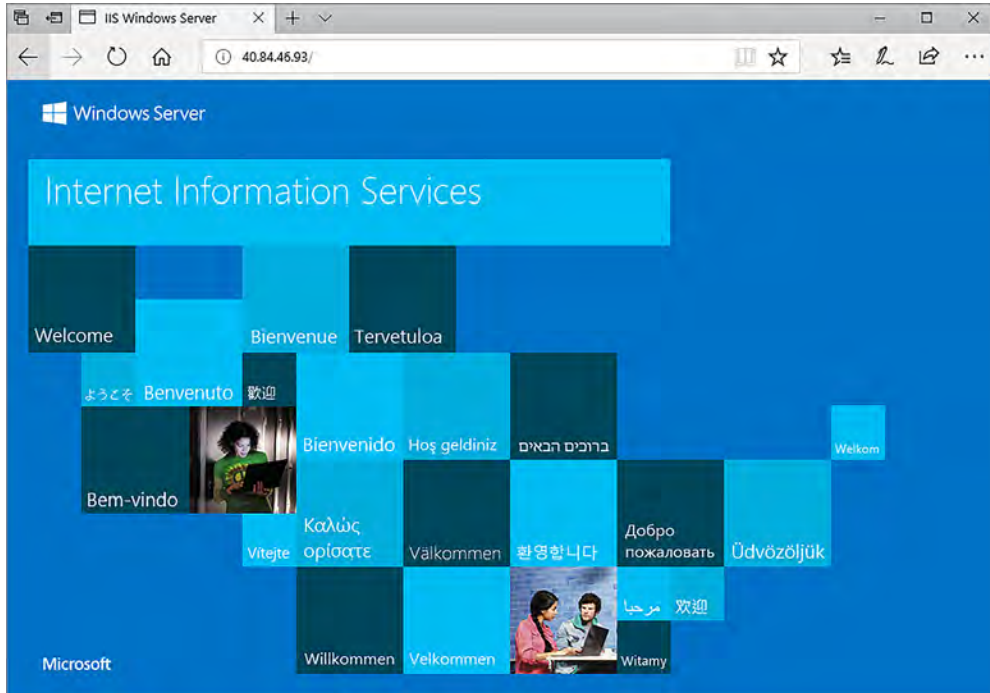 IIS Windows Server
40.84.46.93/
Windows Server
Internet Information Services
Welcome
Bienvenue
Tervetuloa
ようこそ
Benvenuto
歡迎
Bienvenido
Hoş geldiniz
ברוכים הבאים
Welkom
Bem-vindo
Vítejte
Καλώς
ορίσατε
Välkommen
환영합니다
Добро
пожаловать
Üdvözöljük
مرحبا
欢迎
Willkommen
Velkommen
Witamy
Microsoft